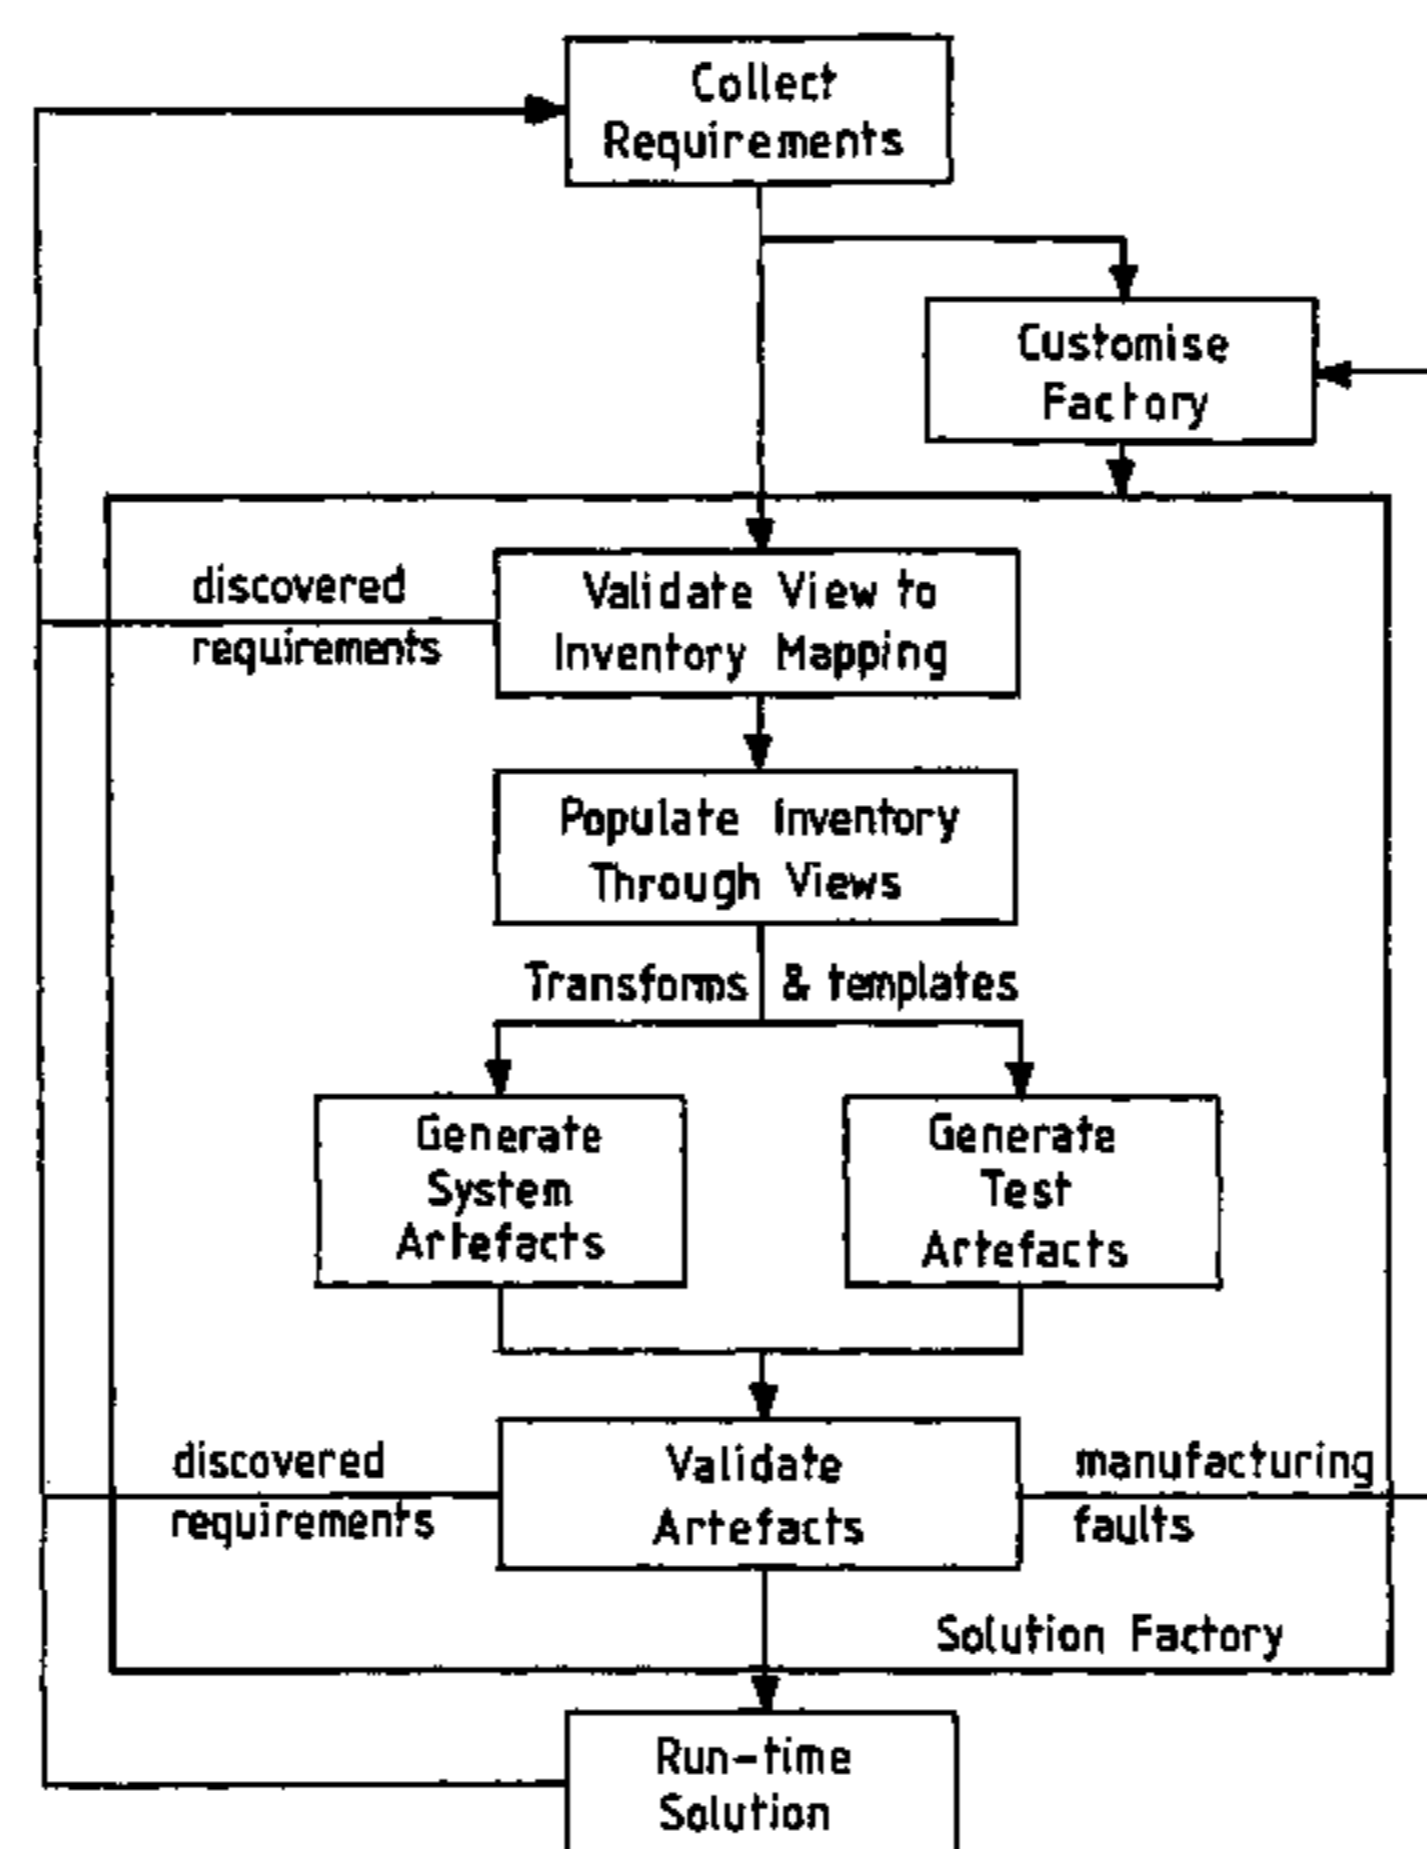 Collect
Requirements
Customise
Factory
discovered
requirements
Validate View to
Inventory Mapping
Populate Inventory
Through Views
Transforms & templates
Generate
System
Artefacts
Generate
Test
Artefacts
discovered
requirements
Validate
Artefacts
manufacturing
faults
Solution Factory
Run-time
Solution